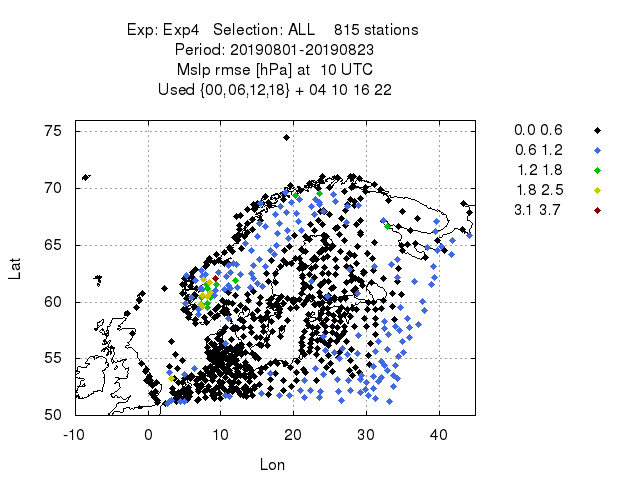 Exp: Exp4 Selection: ALL 815 stations
Period: 20190801-20190823
Mslp rmse [hPa] at 10 UTC
Used {00,06,12,18} + 04 10 16 22
75
70
65
60
55
50
Lat
-10 0 10 20 30 40
Lon
0.0 0.6
0.6 1.2
1.2 1.8
1.8 2.5
3.1 3.7